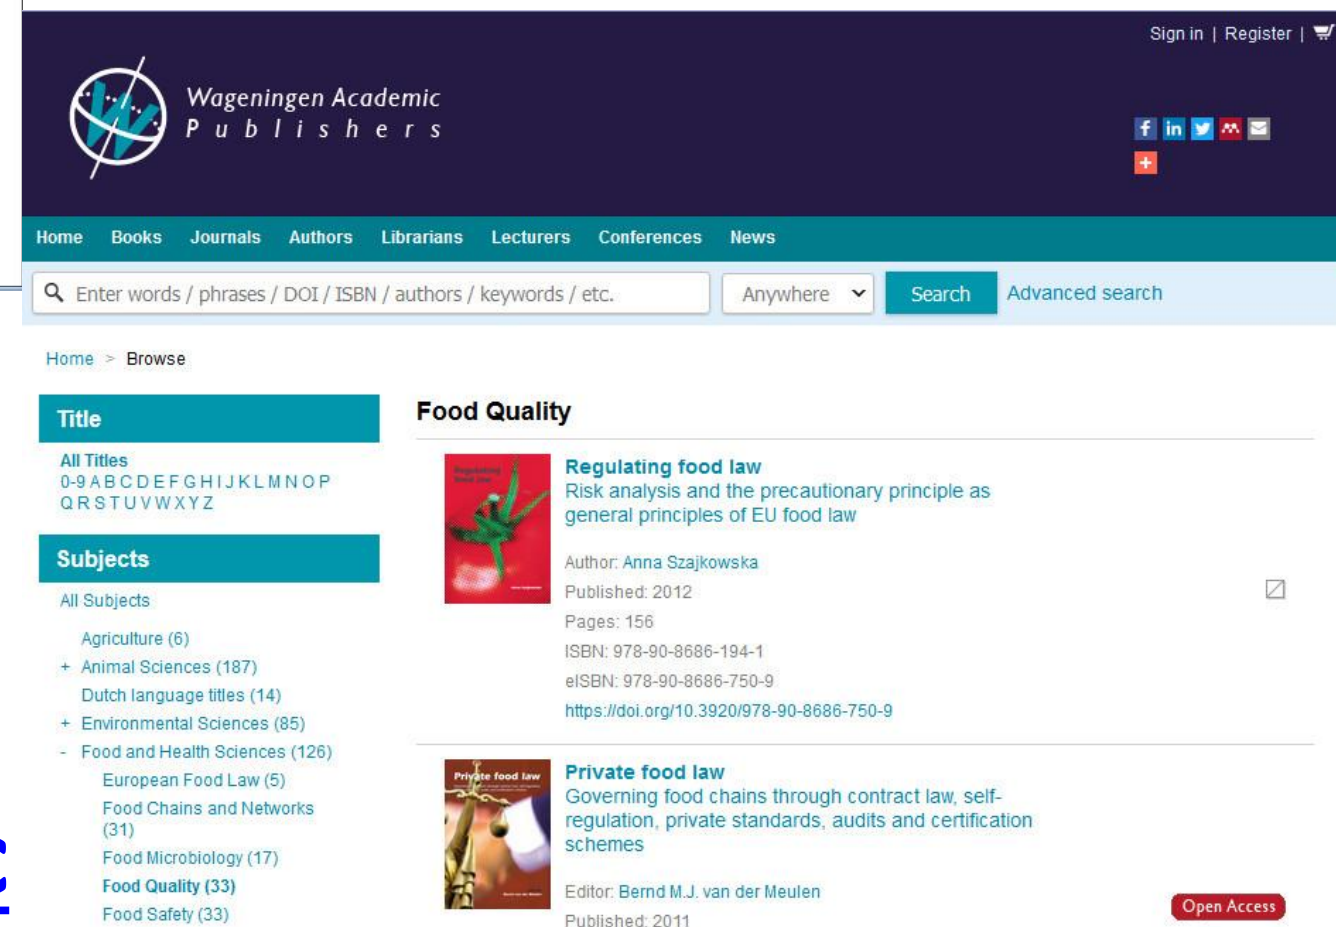 Sign in | Register |
Wageningen Academic
Publishers
Home Books Journals Authors Librarians Lecturers Conferences News
Enter words / phrases / DOI / ISBN / authors / keywords / etc. Anywhere Search Advanced search
Home > Browse
Title
All Titles
0-9 A B C D E F G H I J K L M N O P
Q R S T U V W X Y Z
Subjects
All Subjects
Agriculture (6)
+ Animal Sciences (187)
Dutch language titles (14)
+ Environmental Sciences (85)
- Food and Health Sciences (126)
European Food Law (5)
Food Chains and Networks
(31)
Food Microbiology (17)
Food Quality (33)
Food Safety (33)
Food Quality
Regulating food law
Regulating food law
Risk analysis and the precautionary principle as
general principles of EU food law
Author: Anna Szajkowska
Published: 2012
Pages: 156
ISBN: 978-90-8686-194-1
eISBN: 978-90-8686-750-9
https://doi.org/10.3920/978-90-8686-750-9
Private food law
Private food law
Governing food chains through contract law, self-
regulation, private standards, audits and certification
schemes
Editor: Bernd M.J. van der Meulen
Published: 2011
Open Access